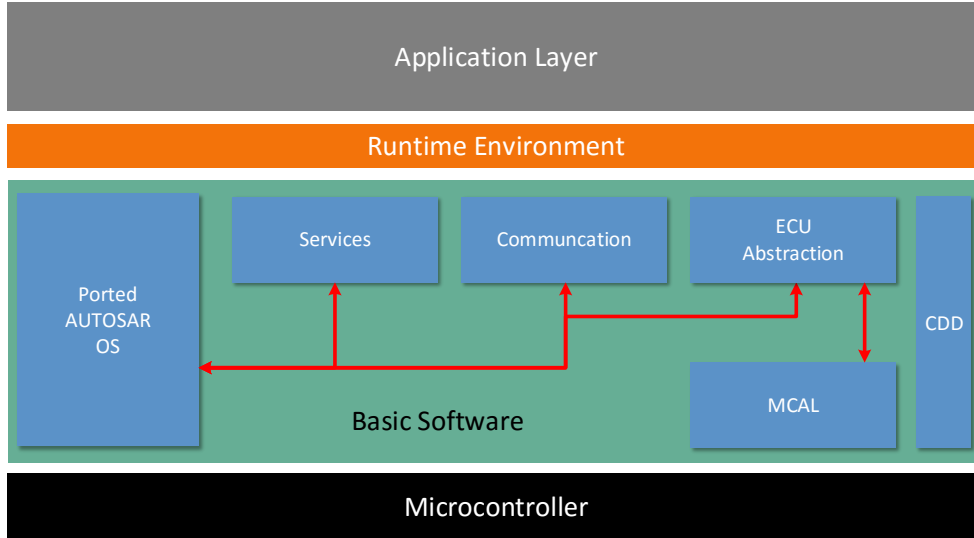 Application Layer
Runtime Environment
Ported
AUTOSAR
OS
Services
Communcation
ECU
Abstraction
CDD
MCAL
Basic Software
Microcontroller